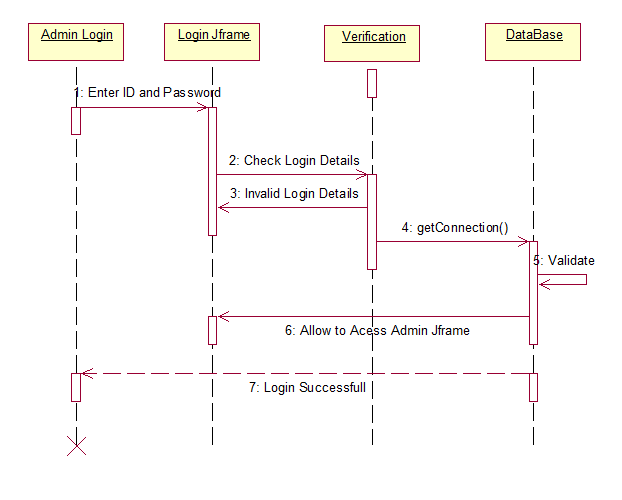 Admin Login
Login Jframe
Verification
DataBase
1: Enter ID and Password
2: Check Login Details
3: Invalid Login Details
4: getConnection()
5: Validate
6: Allow to Acess Admin Jframe
7: Login Successfull